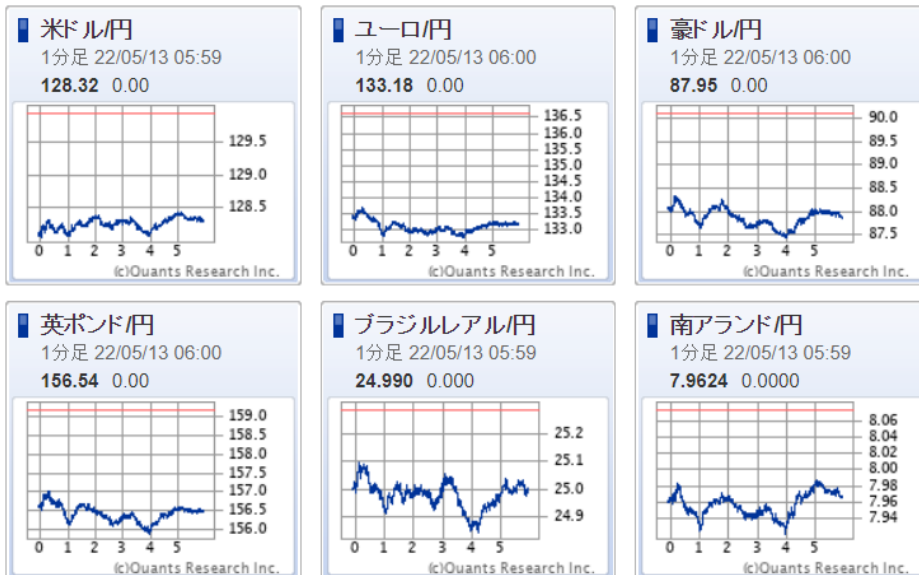 米ドル/円
1分足 22/05/13 05:59
128.32 0.00
129.5
129.0
128.5
0 1 2 3 4 5
(c)Quants Research Inc.
ユーロ/円
1分足 22/05/13 06:00
133.18 0.00
136.5
136.0
135.5
135.0
134.5
134.0
133.5
133.0
0 1 2 3 4 5
(c)Quants Research Inc.
豪ドル/円
1分足 22/05/13 06:00
87.95 0.00
90.0
89.5
89.0
88.5
88.0
87.5
0 1 2 3 4 5
(c)Quants Research Inc.
英ポンド/円
1分足 22/05/13 06:00
156.54 0.00
159.0
158.5
158.0
157.5
157.0
156.5
156.0
0 1 2 3 4 5
(c)Quants Research Inc.
ブラジルレアル/円
1分足 22/05/13 05:59
24.990 0.000
25.2
25.1
25.0
24.9
0 1 2 3 4 5
(c)Quants Research Inc.
南アランド/円
1分足 22/05/13 05:59
7.9624 0.0000
8.06
8.04
8.02
8.00
7.98
7.96
7.94
0 1 2 3 4 5
(c)Quants Research Inc.